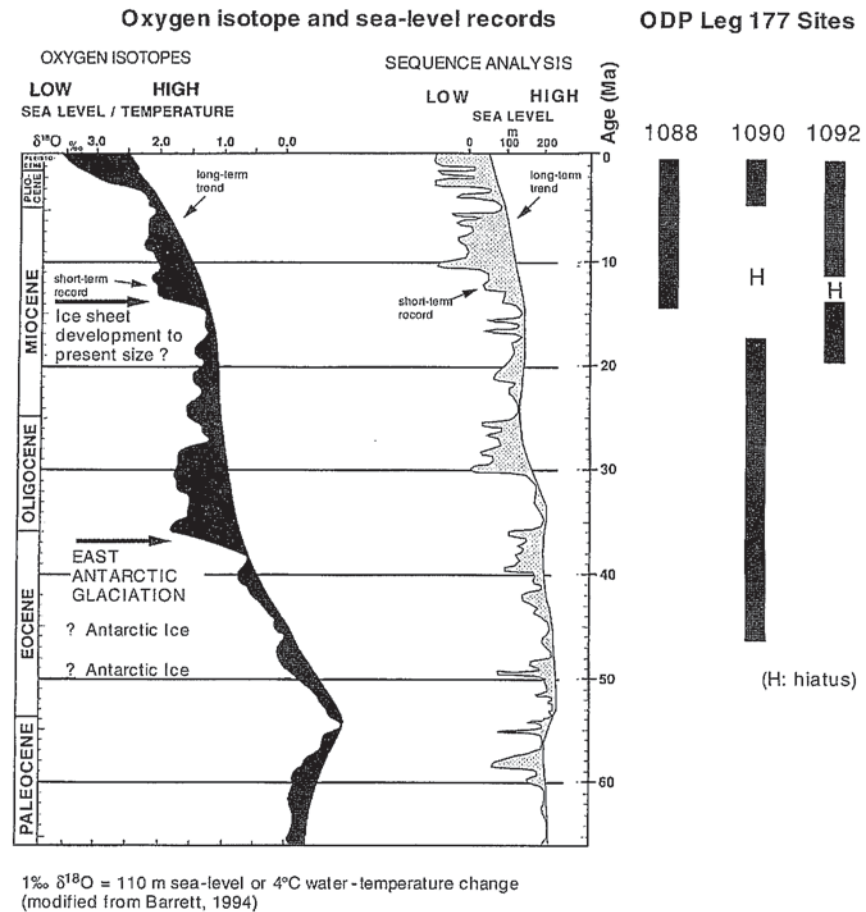 Oxygen isotope and sea-level records
ODP Leg 177 Sites
OXYGEN ISOTOPES
LOW HIGH
SEA LEVEL / TEMPERATURE
δ18O ‰ 3.0 2.0 1.0 0.0
SEQUENCE ANALYSIS
LOW HIGH
SEA LEVEL
m
0 100 200
Age (Ma)
1088 1090 1092
PLEISTO-
CENE
PLIO-
CENE
MIOCENE
OLIGOCENE
EOCENE
PALEOCENE
long-term
trend
short-term
record
Ice sheet
development to
present size ?
EAST
ANTARCTIC
GLACIATION
? Antarctic Ice
? Antarctic Ice
long-term
trend
short-term
record
0
10
20
30
40
50
60
H
H
(H: hiatus)
1‰ δ18O = 110 m sea-level or 4°C water-temperature change
(modified from Barrett, 1994)